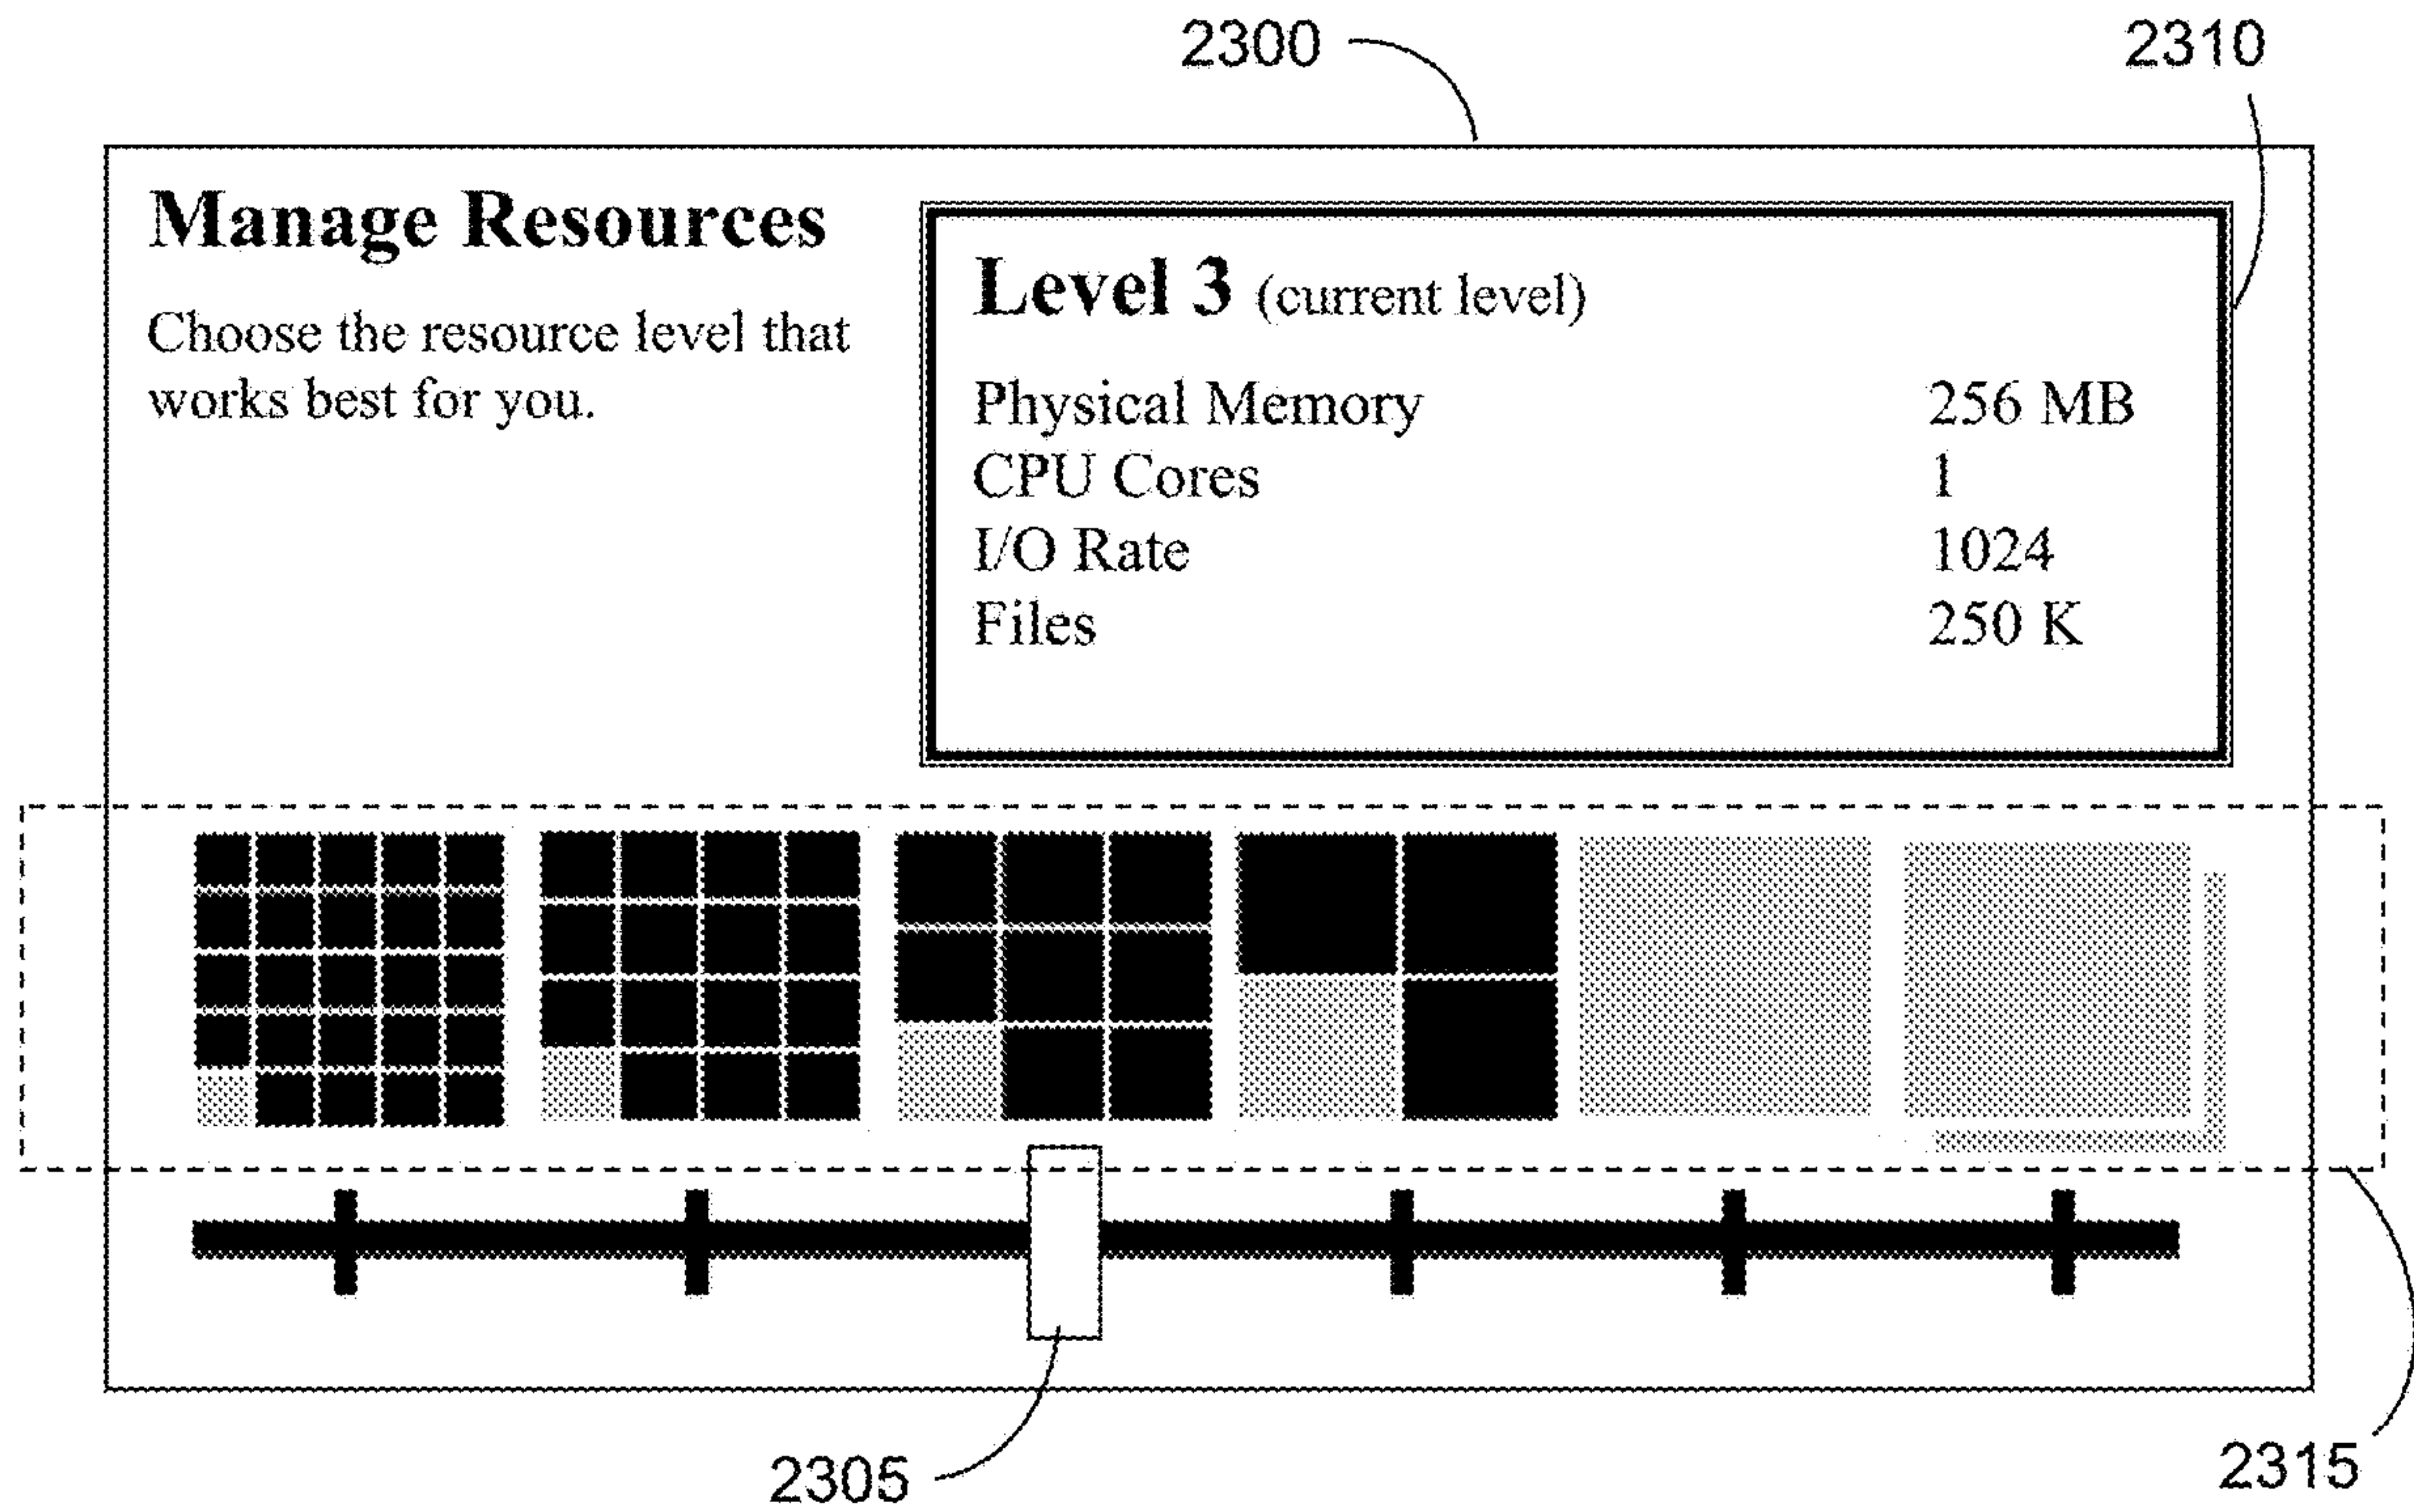 2300
2310
Manage Resources
Choose the resource level that
works best for you.
Level 3 (current level)
Physical Memory 256 MB
CPU Cores 1
I/O Rate 1024
Files 250 K
2305
2315